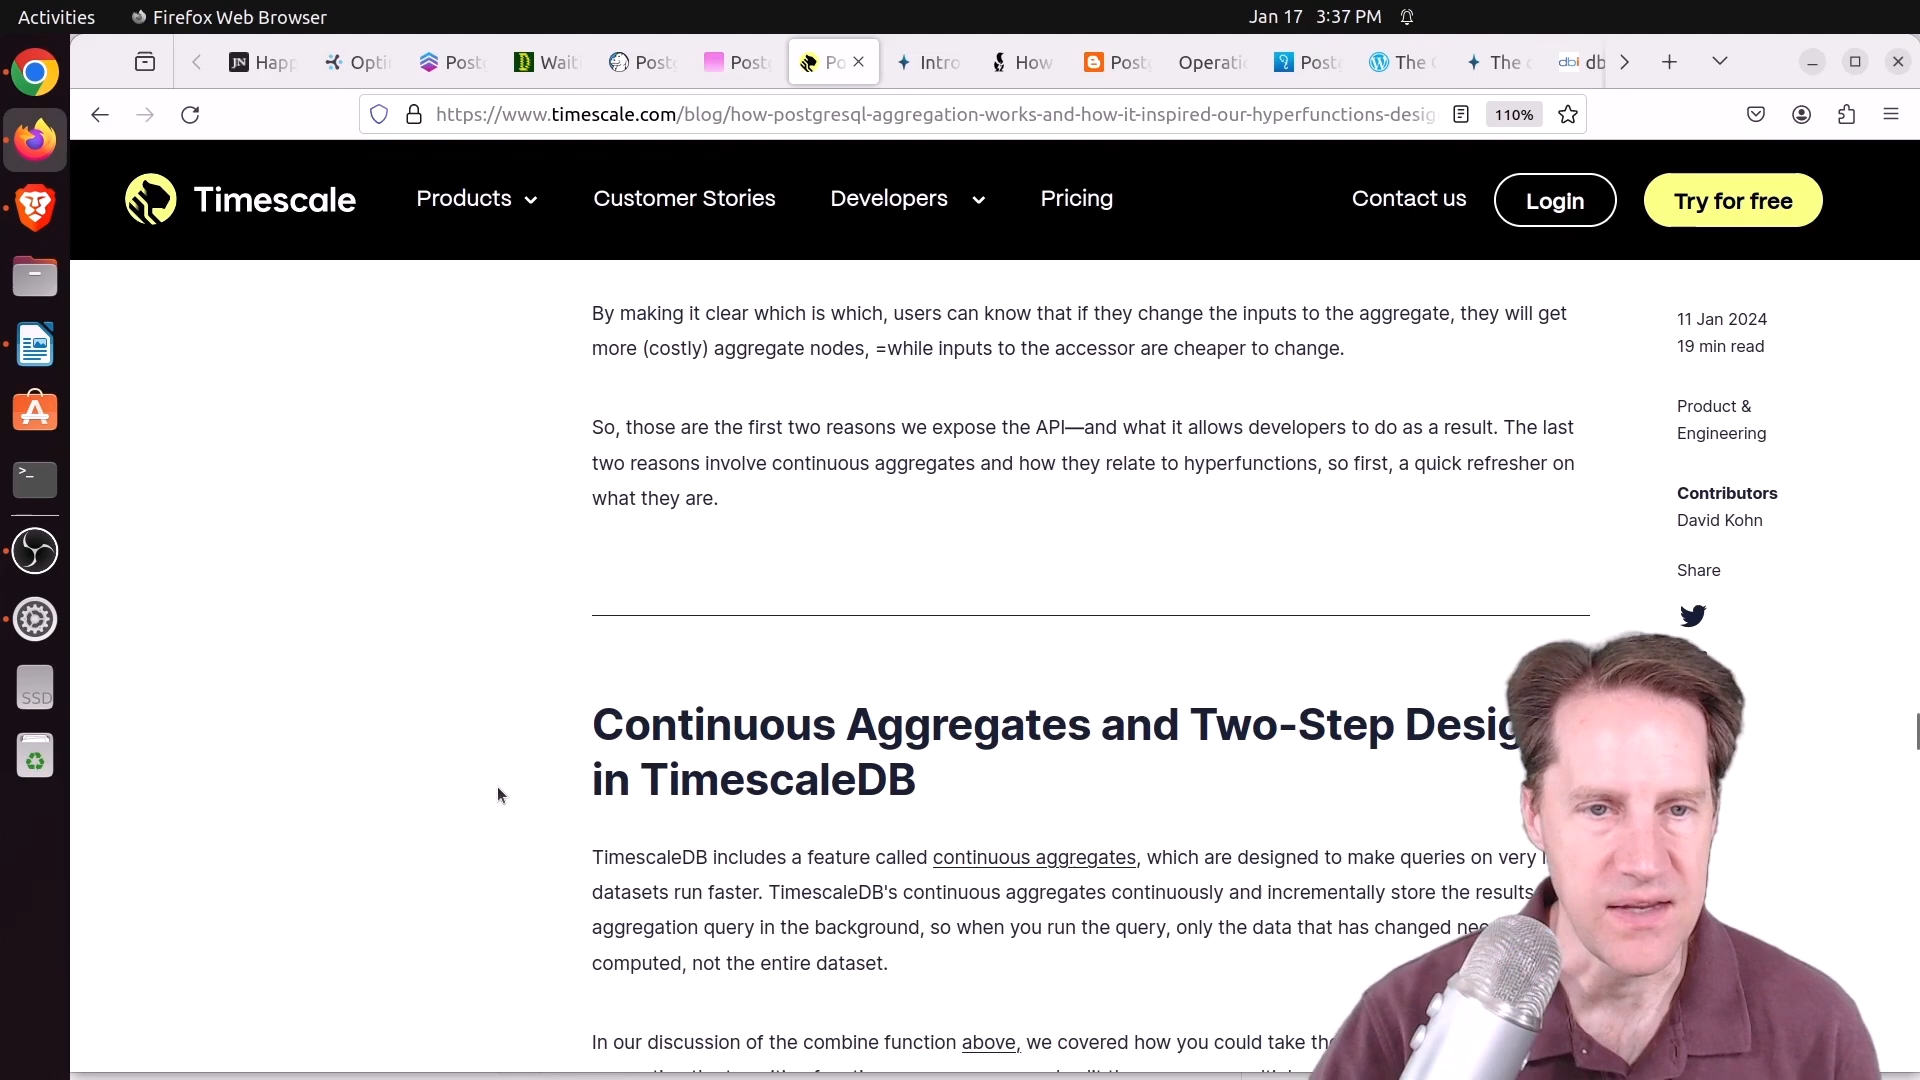 Activities
Firefox Web Browser
Jan 17 3:37 PM
JN Happ
Opti
Post
Wait
Post
Post
Po
Intro
How
Post
Operati
Post
The
The
dbi db
https://www.timescale.com/blog/how-postgresql-aggregation-works-and-how-it-inspired-our-hyperfunctions-desig
110%
Timescale
Products
Customer Stories
Developers
Pricing
Contact us
Login
Try for free
By making it clear which is which, users can know that if they change the inputs to the aggregate, they will get
more (costly) aggregate nodes, =while inputs to the accessor are cheaper to change.
So, those are the first two reasons we expose the API—and what it allows developers to do as a result. The last
two reasons involve continuous aggregates and how they relate to hyperfunctions, so first, a quick refresher on
what they are.
11 Jan 2024
19 min read
Product &
Engineering
Contributors
David Kohn
Share
Continuous Aggregates and Two-Step Desig
in TimescaleDB
TimescaleDB includes a feature called continuous aggregates, which are designed to make queries on very
datasets run faster. TimescaleDB's continuous aggregates continuously and incrementally store the results
aggregation query in the background, so when you run the query, only the data that has changed
computed, not the entire dataset.
In our discussion of the combine function above, we covered how you could take
SSD